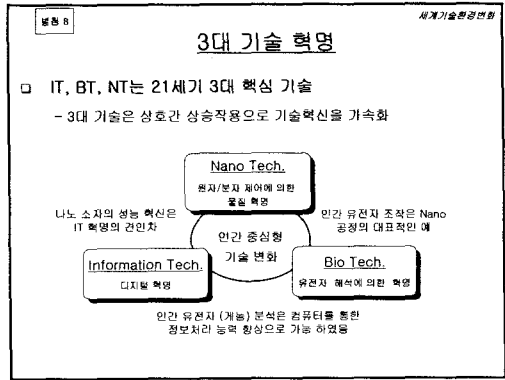 별첨 8
세계기술환경변화
3대 기술 혁명
□ IT, BT, NT는 21세기 3대 핵심 기술
- 3대 기술은 상호간 상승작용으로 기술혁신을 가속화
Nano Tech.
원자/분자 제어에 의한
물질 혁명
나노 소자의 성능 혁신은
IT 혁명의 견인차
인간 유전자 조작은 Nano
공정의 대표적인 예
인간 중심형
기술 변화
Information Tech.
디지털 혁명
Bio Tech.
유전자 해석에 의한 혁명
인간 유전자 (게놈) 분석은 컴퓨터를 통한
정보처리 능력 향상으로 가능 하였음